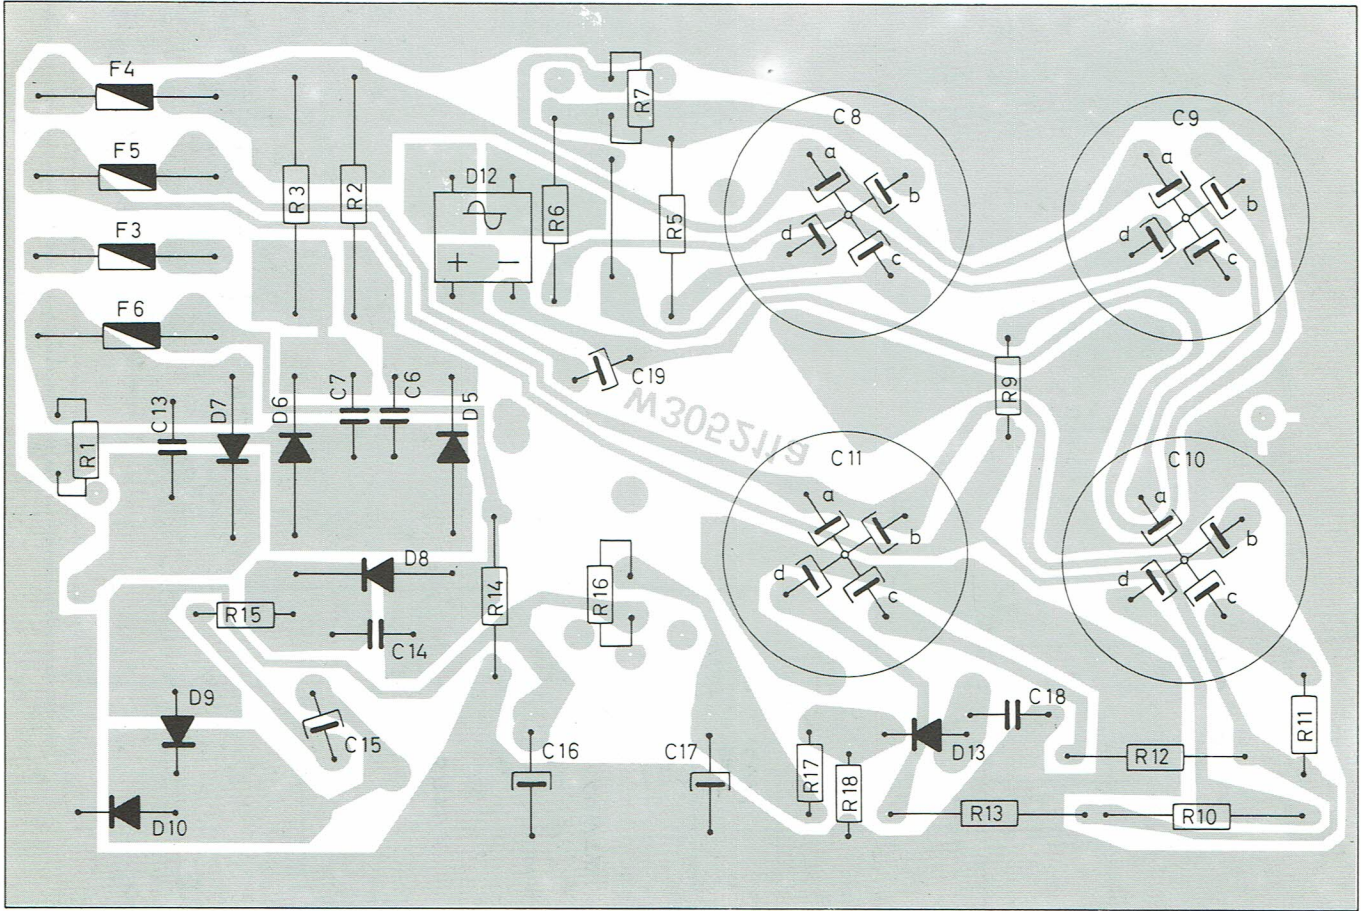 F4
R7
C8
C9
F5
D12
a
b
c
d
a
b
c
d
R3
R2
R6
R5
F3
+ −
F6
C19
R9
w305211a
C13
D7
D6
C7
C6
D5
R1
C11
C10
a
b
c
d
a
b
c
d
D8
R14
R16
R15
C14
D9
C15
C16
C17
C18
D13
R11
R12
R17
R18
R13
R10
D10